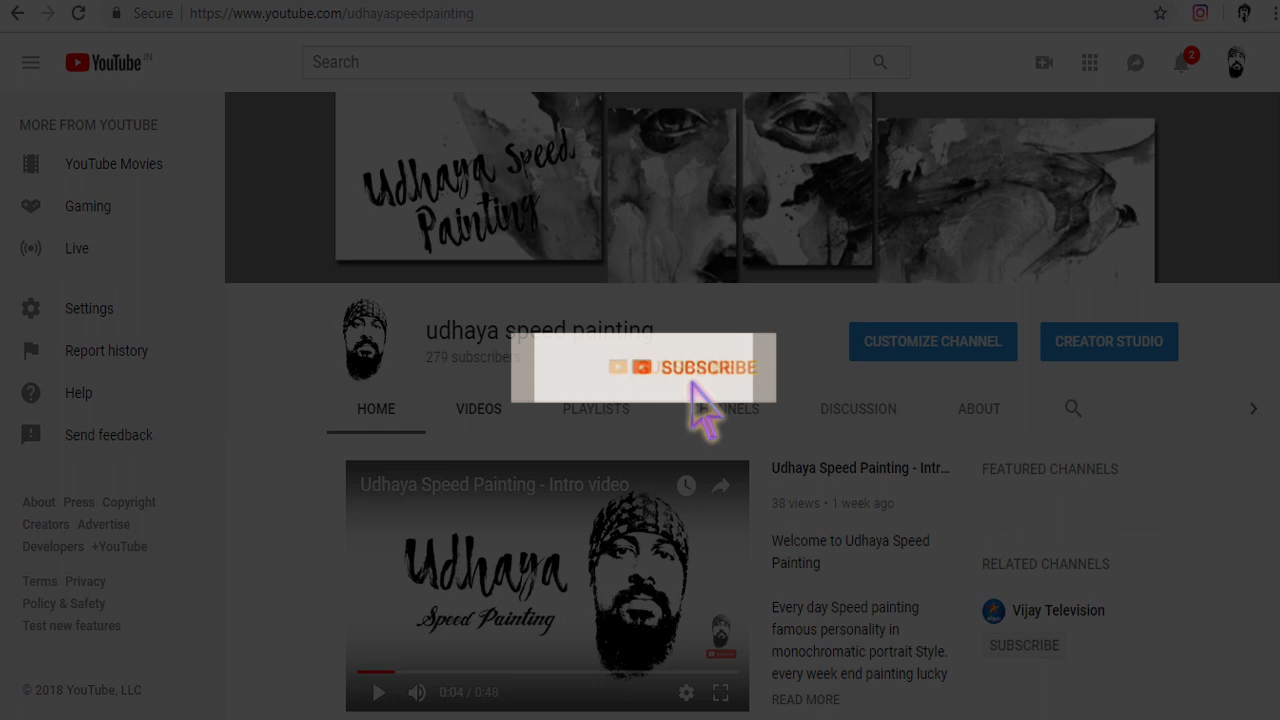 Secure
https://www.youtube.com/udhayaspeedpainting
YouTube IN
Search
2
MORE FROM YOUTUBE
YouTube Movies
Gaming
Live
Settings
Report history
Help
Send feedback
About Press Copyright
Creators Advertise
Developers +YouTube
Terms Privacy
Policy & Safety
Test new features
© 2018 YouTube, LLC
Udhaya Speed
Painting
udhaya speed painting
279 subscribers
CUSTOMIZE CHANNEL
CREATOR STUDIO
SUBSCRIBE
HOME
VIDEOS
PLAYLISTS
DISCUSSION
ABOUT
Udhaya Speed Painting - Intro video
Udhaya
Speed Painting
0:04 / 0:48
Udhaya Speed Painting - Intr...
38 views • 1 week ago
Welcome to Udhaya Speed
Painting
Every day Speed painting
famous personality in
monochromatic portrait Style.
every week end painting lucky
READ MORE
FEATURED CHANNELS
RELATED CHANNELS
Vijay Television
SUBSCRIBE